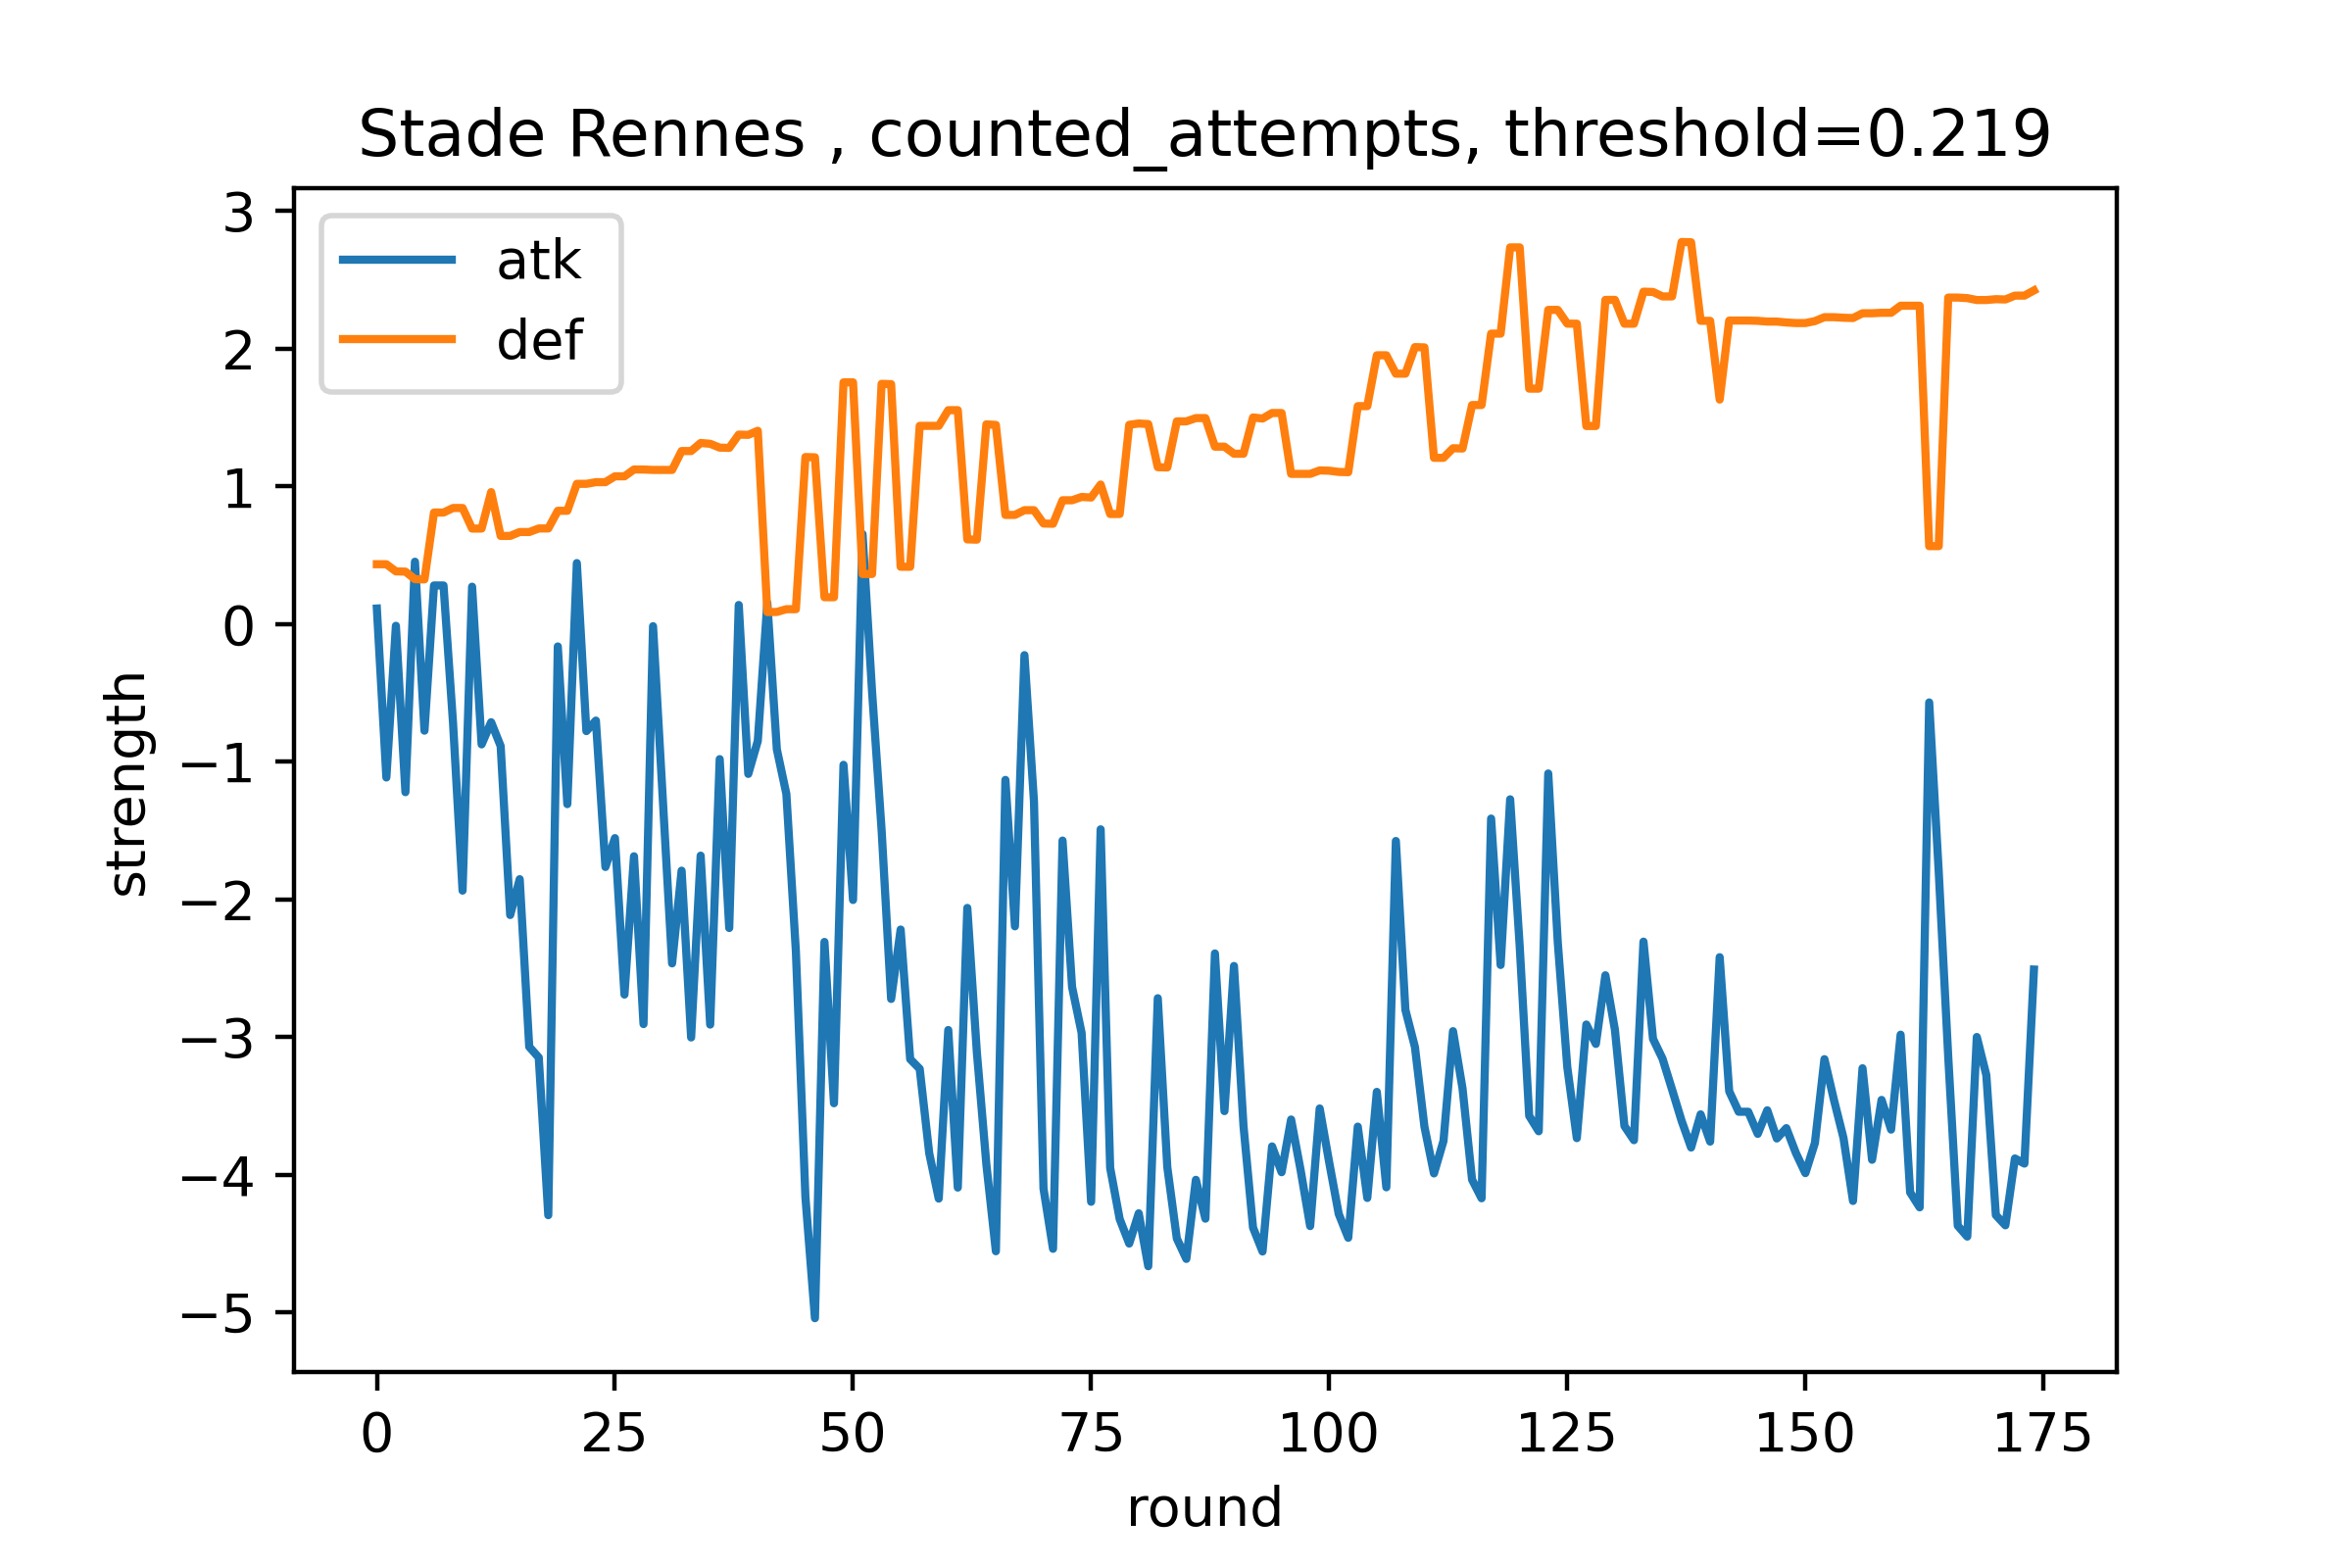 Stade Rennes , counted_attempts, threshold=0.219
3
atk
def
2
1
0
−1
−2
−3
−4
−5
strength
0 25 50 75 100 125 150 175
round